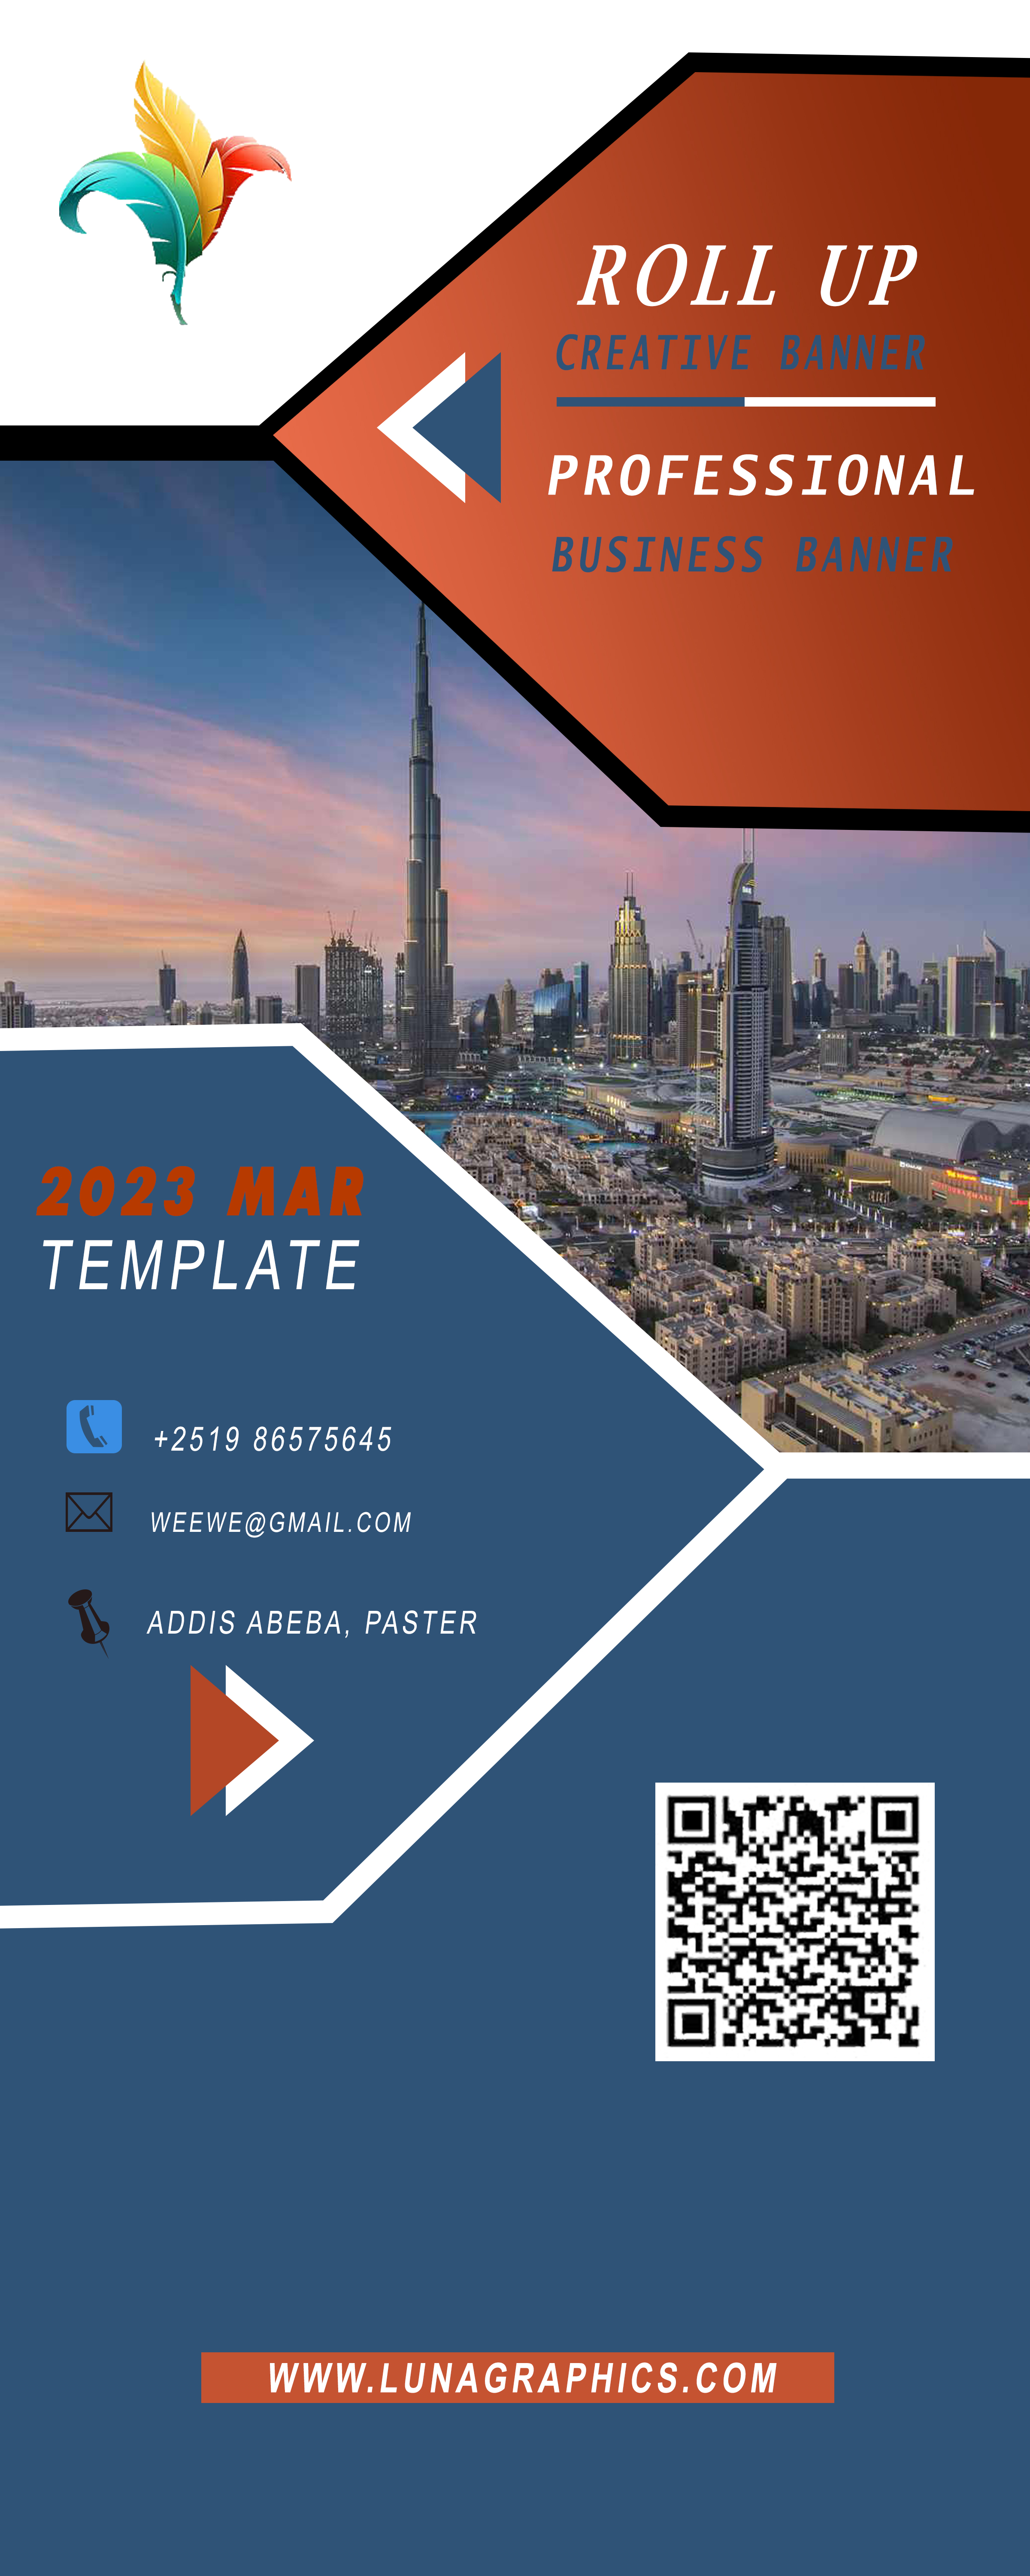 ROLL UP
CREATIVE BANNER
PROFESSIONAL
BUSINESS BANNER
2023 MAR
TEMPLATE
+2519 86575645
WEEWE@GMAIL.COM
ADDIS ABEBA, PASTER
WWW.LUNAGRAPHICS.COM